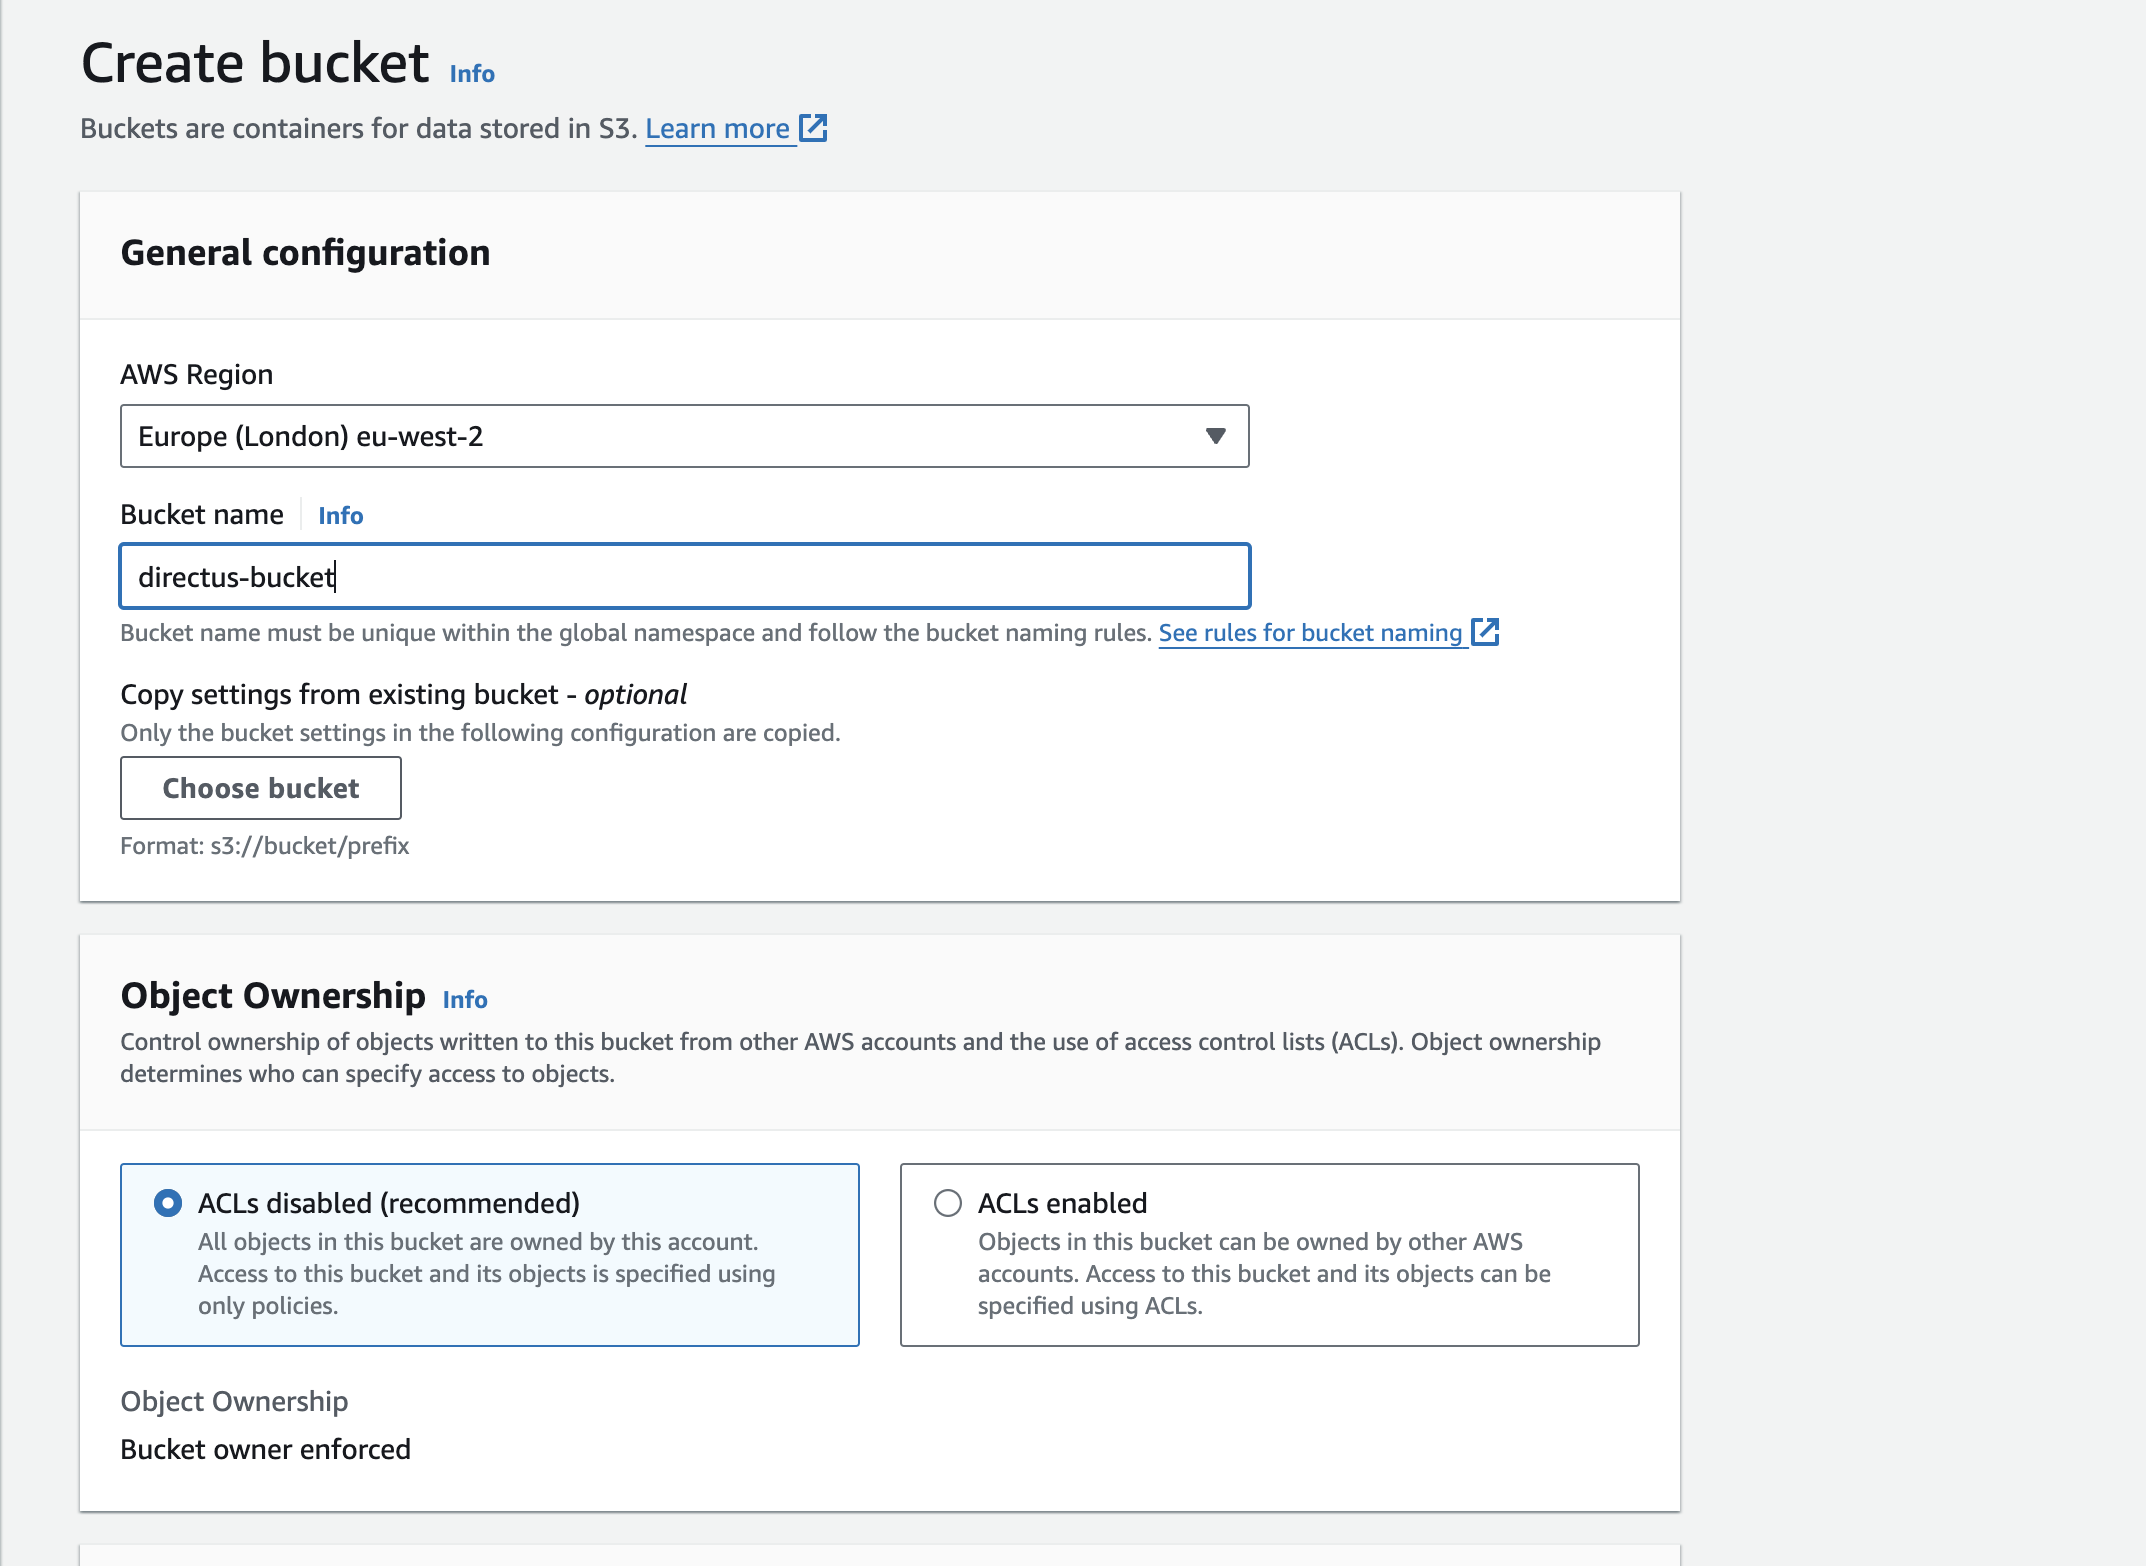 Create bucket Info
Buckets are containers for data stored in S3. Learn more
General configuration
AWS Region
Europe (London) eu-west-2
Bucket name Info
directus-bucket
Bucket name must be unique within the global namespace and follow the bucket naming rules. See rules for bucket naming
Copy settings from existing bucket - optional
Only the bucket settings in the following configuration are copied.
Choose bucket
Format: s3://bucket/prefix
Object Ownership Info
Control ownership of objects written to this bucket from other AWS accounts and the use of access control lists (ACLs). Object ownership
determines who can specify access to objects.
ACLs disabled (recommended)
All objects in this bucket are owned by this account.
Access to this bucket and its objects is specified using
only policies.
ACLs enabled
Objects in this bucket can be owned by other AWS
accounts. Access to this bucket and its objects can be
specified using ACLs.
Object Ownership
Bucket owner enforced